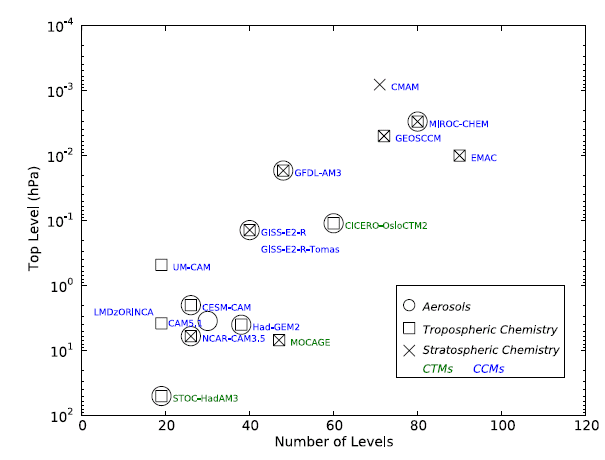 10⁻⁴
10⁻³
10⁻²
10⁻¹
10⁰
10¹
10²
Top Level (hPa)
CMAM
MIROC-CHEM
GEOSCCM
EMAC
GFDL-AM3
CICERO-OsloCTM2
GISS-E2-R
GISS-E2-R-Tomas
UM-CAM
CESM-CAM
LMDzORINCA
CAM5.1
Had-GEM2
NCAR-CAM3.5
MOCAGE
STOC-HadAM3
Aerosols
Tropospheric Chemistry
Stratospheric Chemistry
CTMs CCMs
0 20 40 60 80 100 120
Number of Levels